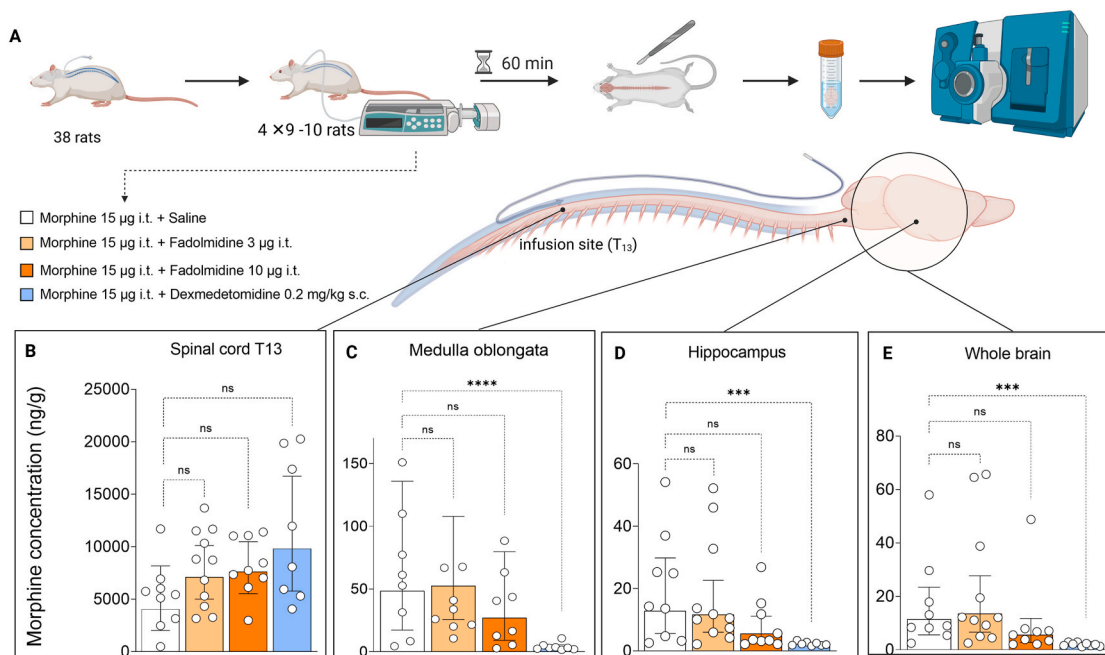 A
60 min
38 rats
4 ×9 -10 rats
Morphine 15 µg i.t. + Saline
Morphine 15 µg i.t. + Fadolmidine 3 µg i.t.
Morphine 15 µg i.t. + Fadolmidine 10 µg i.t.
Morphine 15 µg i.t. + Dexmedetomidine 0.2 mg/kg s.c.
infusion site (T13)
B
Spinal cord T13
Morphine concentration (ng/g)
25000
20000
15000
10000
5000
0
ns
ns
ns
C
Medulla oblongata
150
100
50
0
****
ns
ns
D
Hippocampus
60
40
20
0
***
ns
ns
E
Whole brain
80
60
40
20
0
***
ns
ns